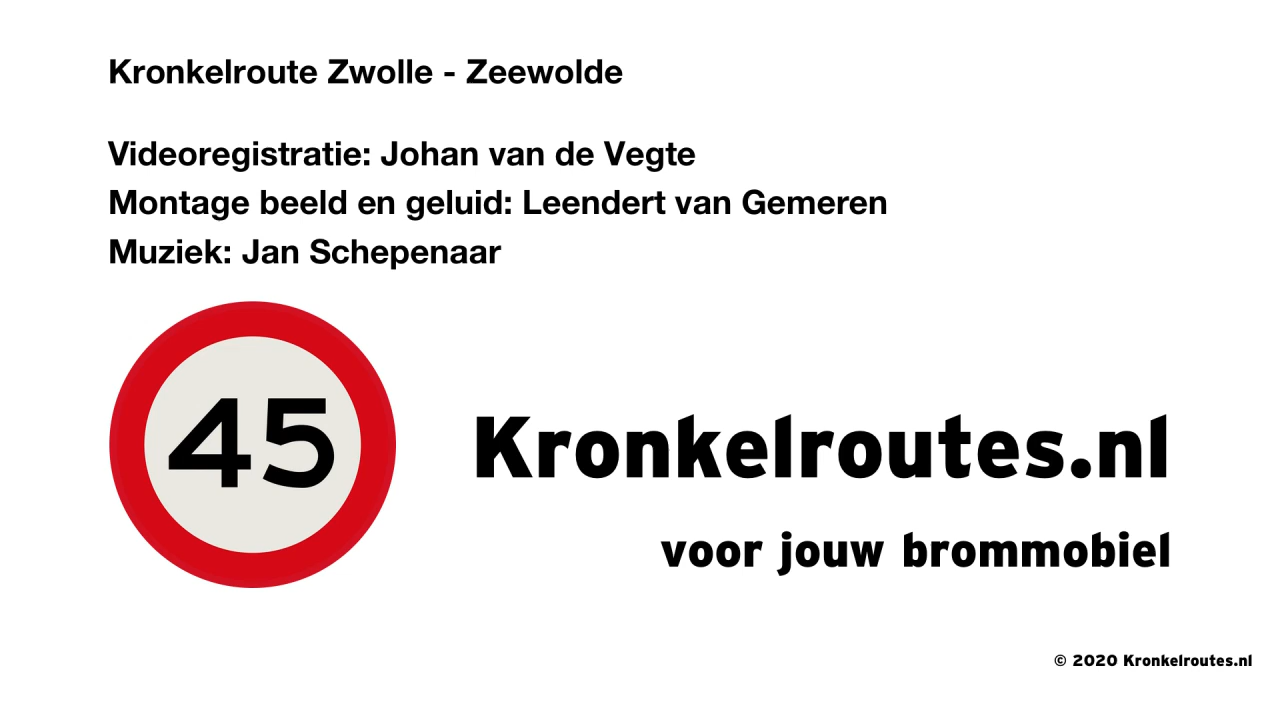 Kronkelroute Zwolle - Zeewolde
Videoregistratie: Johan van de Vegte
Montage beeld en geluid: Leendert van Gemeren
Muziek: Jan Schepenaar
45
Kronkelroutes.nl
voor jouw brommobiel
© 2020 Kronkelroutes.nl